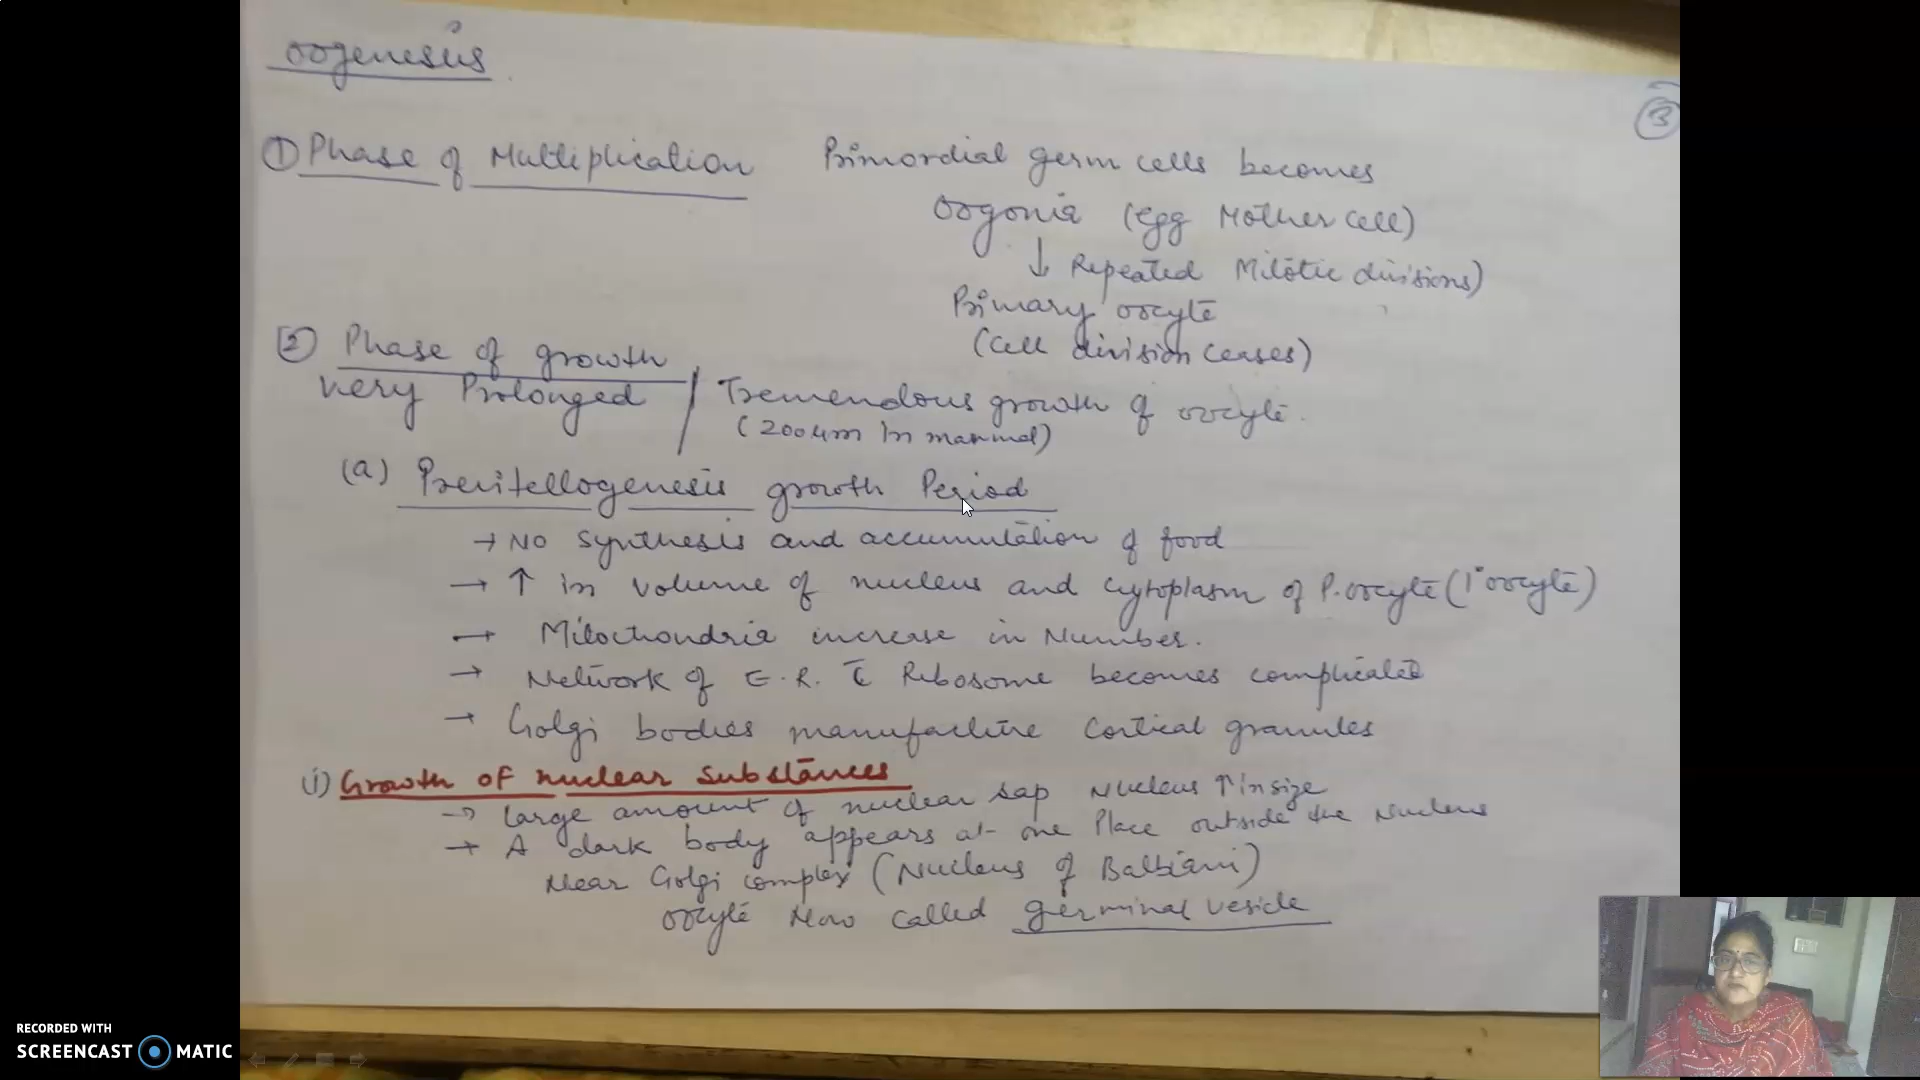 oogenesis
3
① Phase of Multiplication Primordial germ cells becomes
oogonia (egg Mother cell)
↓ Repeated Mitotic divisions)
Primary oocyte
(Cell division ceases)
2 Phase of growth
very Prolonged / Tremendous growth of oocyte.
(200um in mammal)
(a) Previtellogenesis growth Period
→ No synthesis and accumulation of food
→ ↑ in volume of nucleus and cytoplasm of P.oocyte (1° oocyte)
→ Mitochondria increase in Number.
→ Network of E.R. c̄ Ribosome becomes complicated
→ Golgi bodies manufacture cortical granules
(i) Growth of nuclear substances
→ large amount of nuclear sap Nucleus ↑ in size
→ A dark body appears at one Place outside the Nucleus
Near Golgi complex (Nucleus of Balbiani)
oocyte Now called germinal vesicle
RECORDED WITH
SCREENCAST MATIC